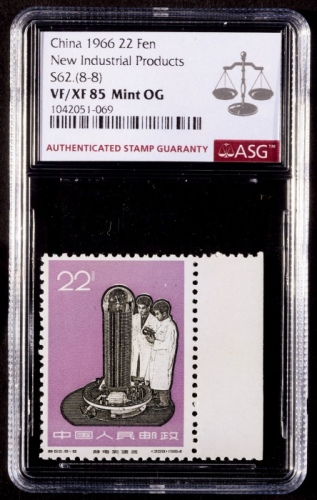 China 1966 22 Fen
New Industrial Products
S62.(8-8)
VF/XF 85 Mint OG
1042051-069
AUTHENTICATED STAMP GUARANTY ASG™
22分
中国人民邮政